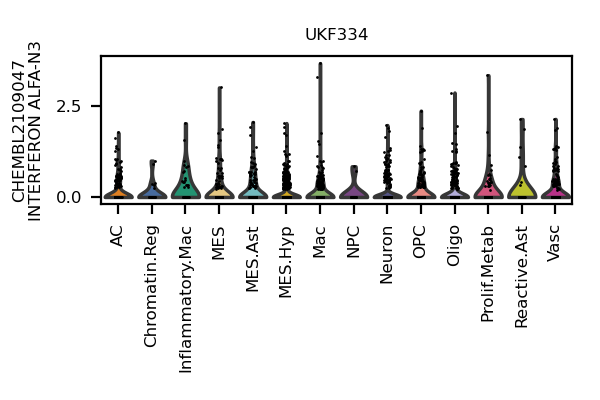 UKF334
CHEMBL2109047
INTERFERON ALFA-N3
2.5
0.0
AC
Chromatin.Reg
Inflammatory.Mac
MES
MES.Ast
MES.Hyp
Mac
NPC
Neuron
OPC
Oligo
Prolif.Metab
Reactive.Ast
Vasc